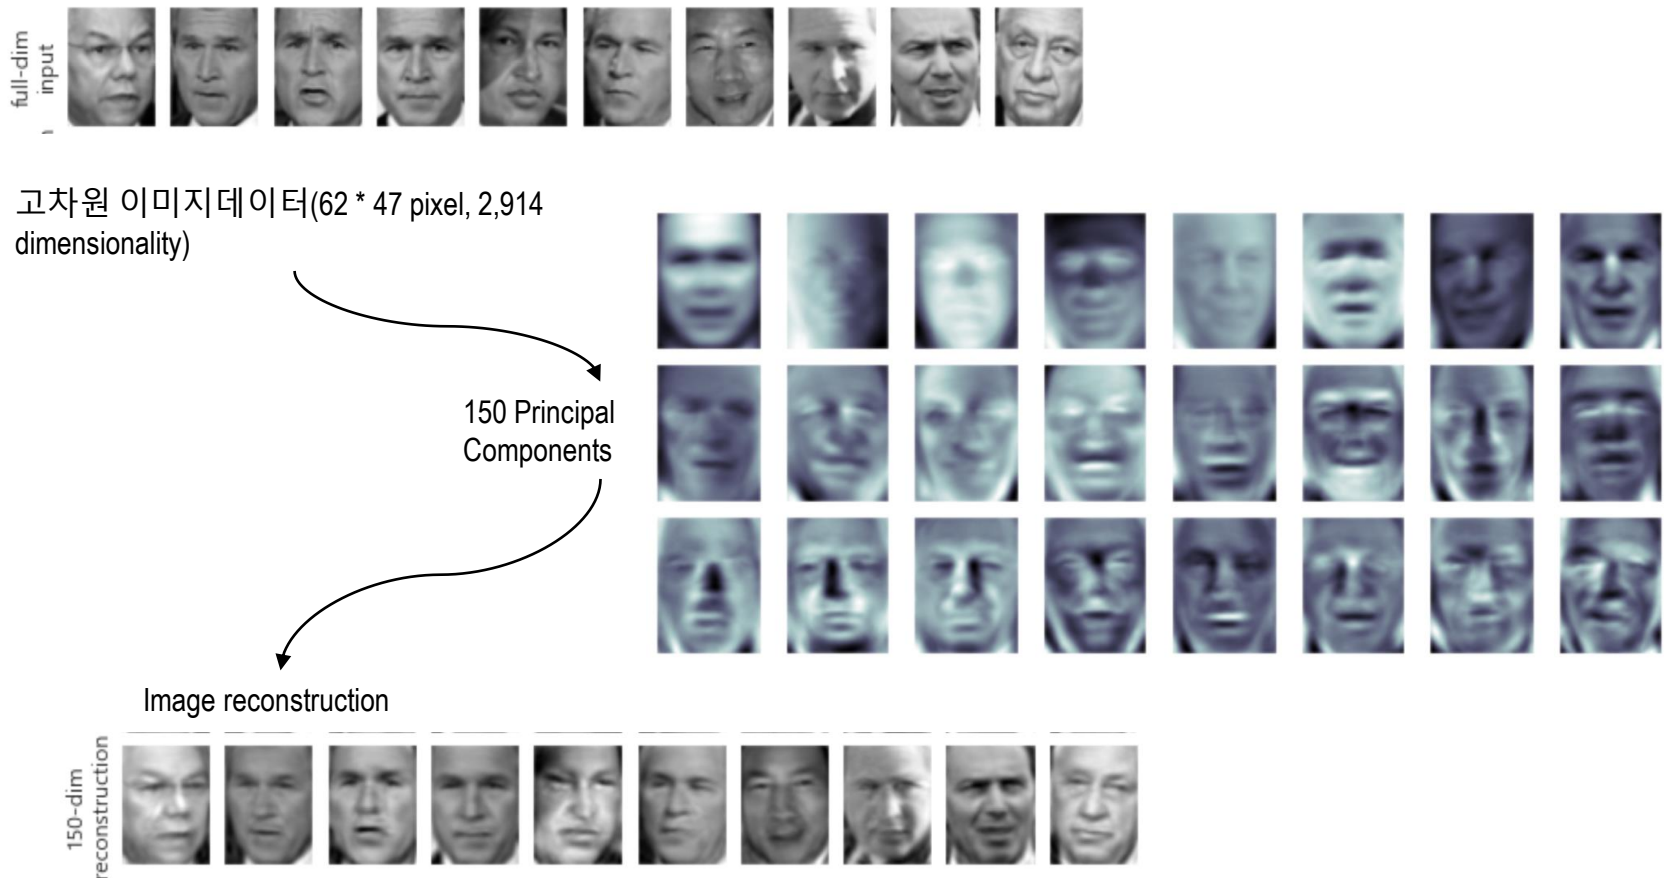 full-dim
input
고차원 이미지데이터(62 * 47 pixel, 2,914
dimensionality)
150 Principal
Components
Image reconstruction
150-dim
reconstruction